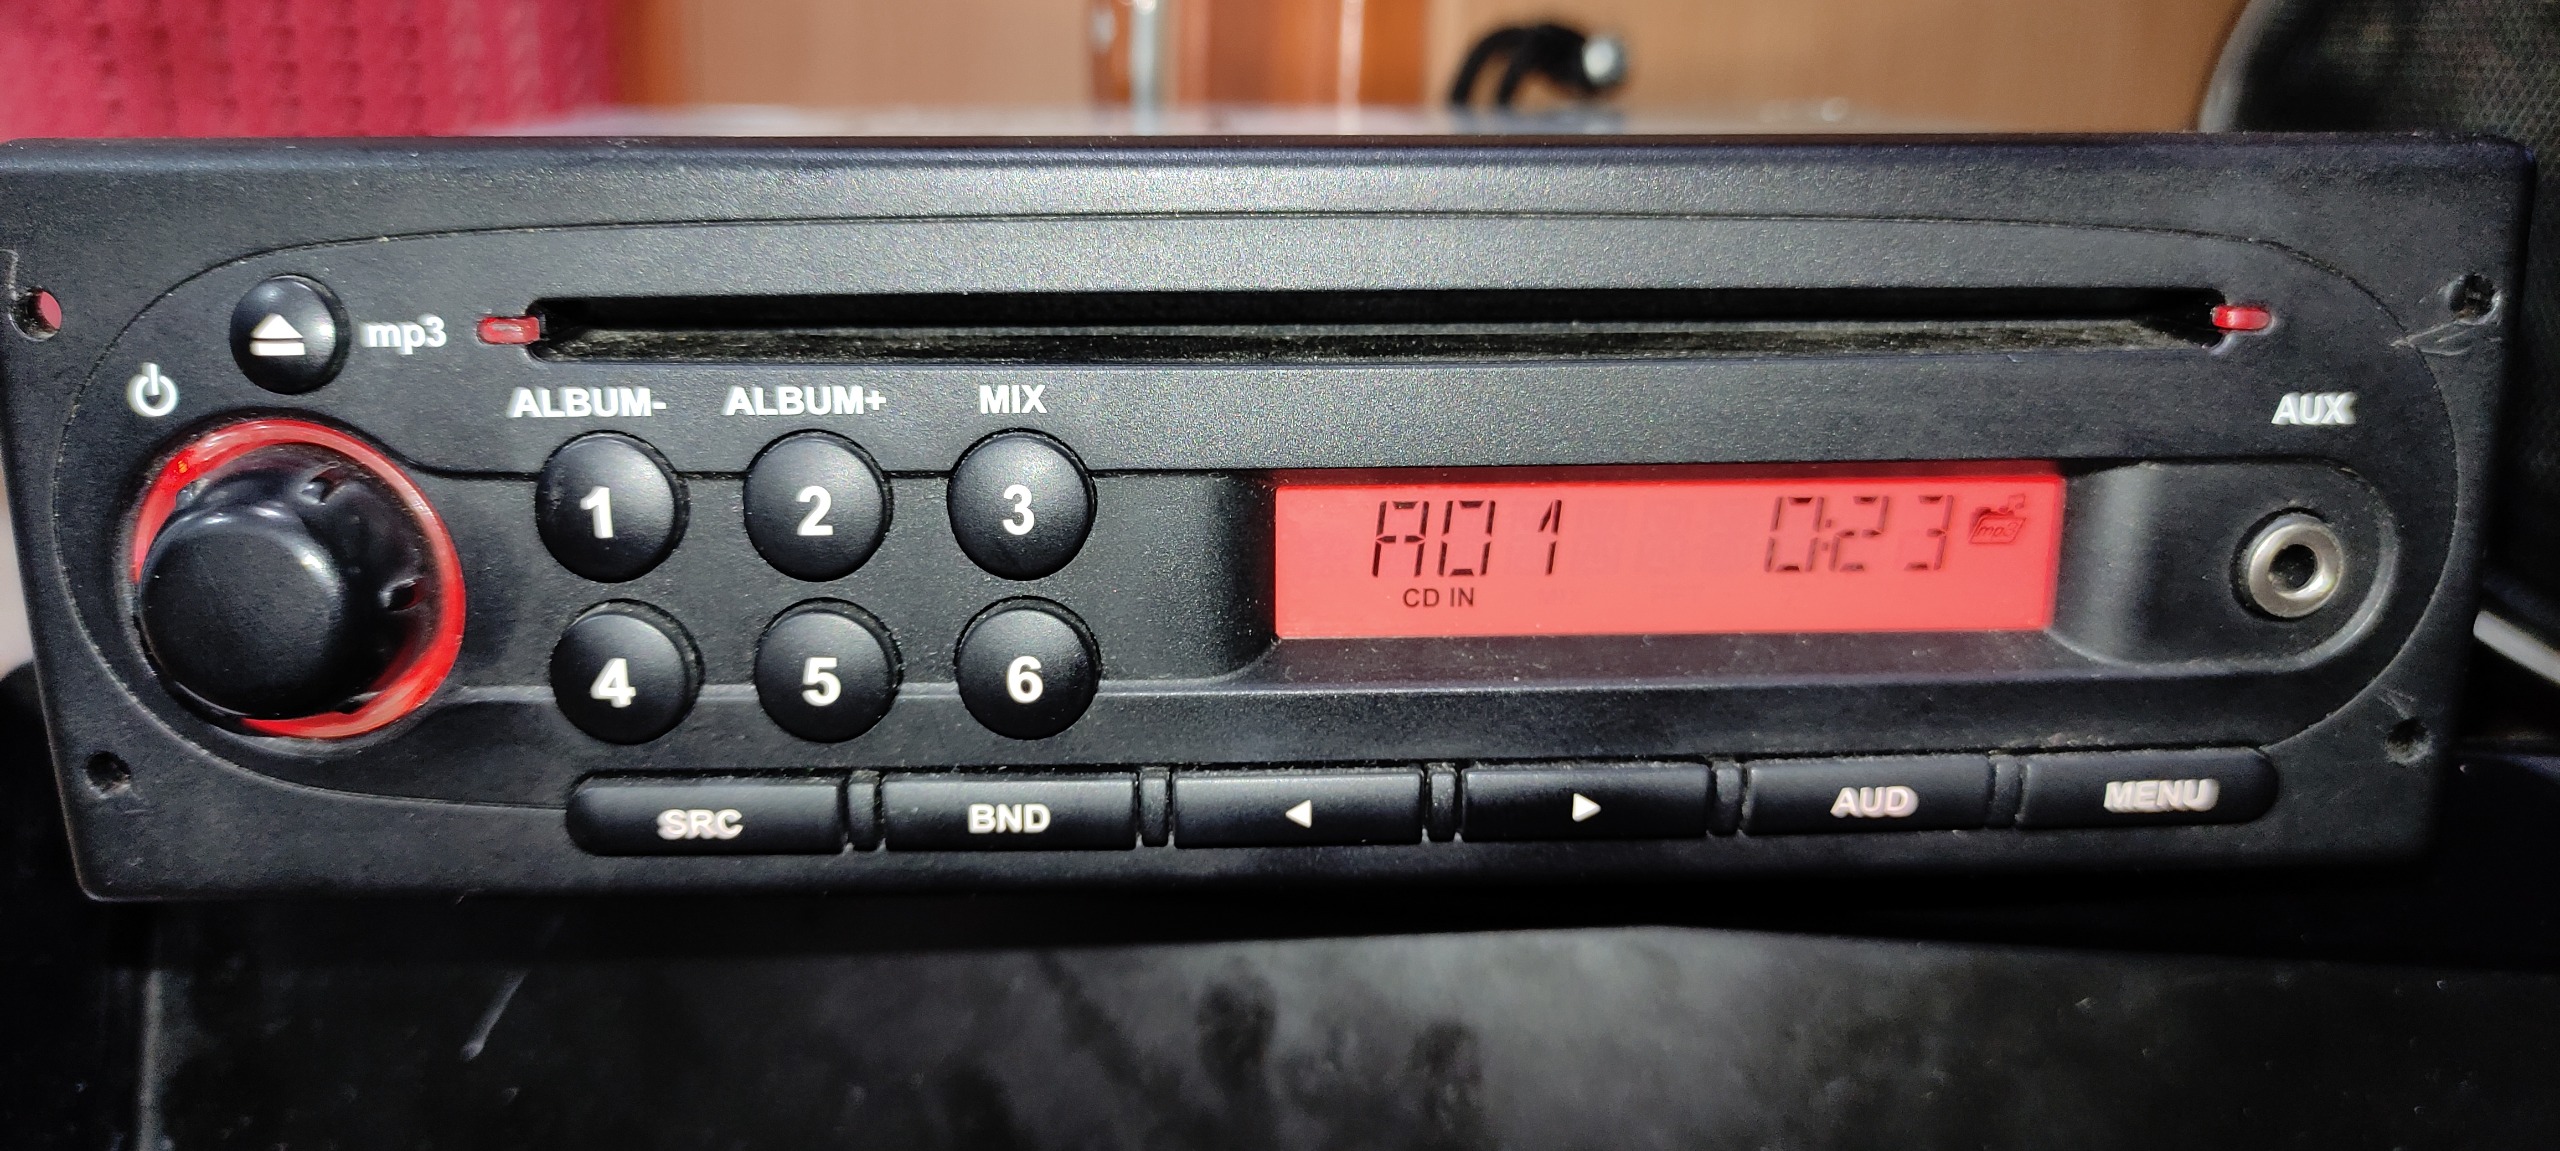 mp3
ALBUM- ALBUM+ MIX
AUX
1 2 3
A01 0:23 mp3
CD IN
4 5 6
SRC BND AUD MENU